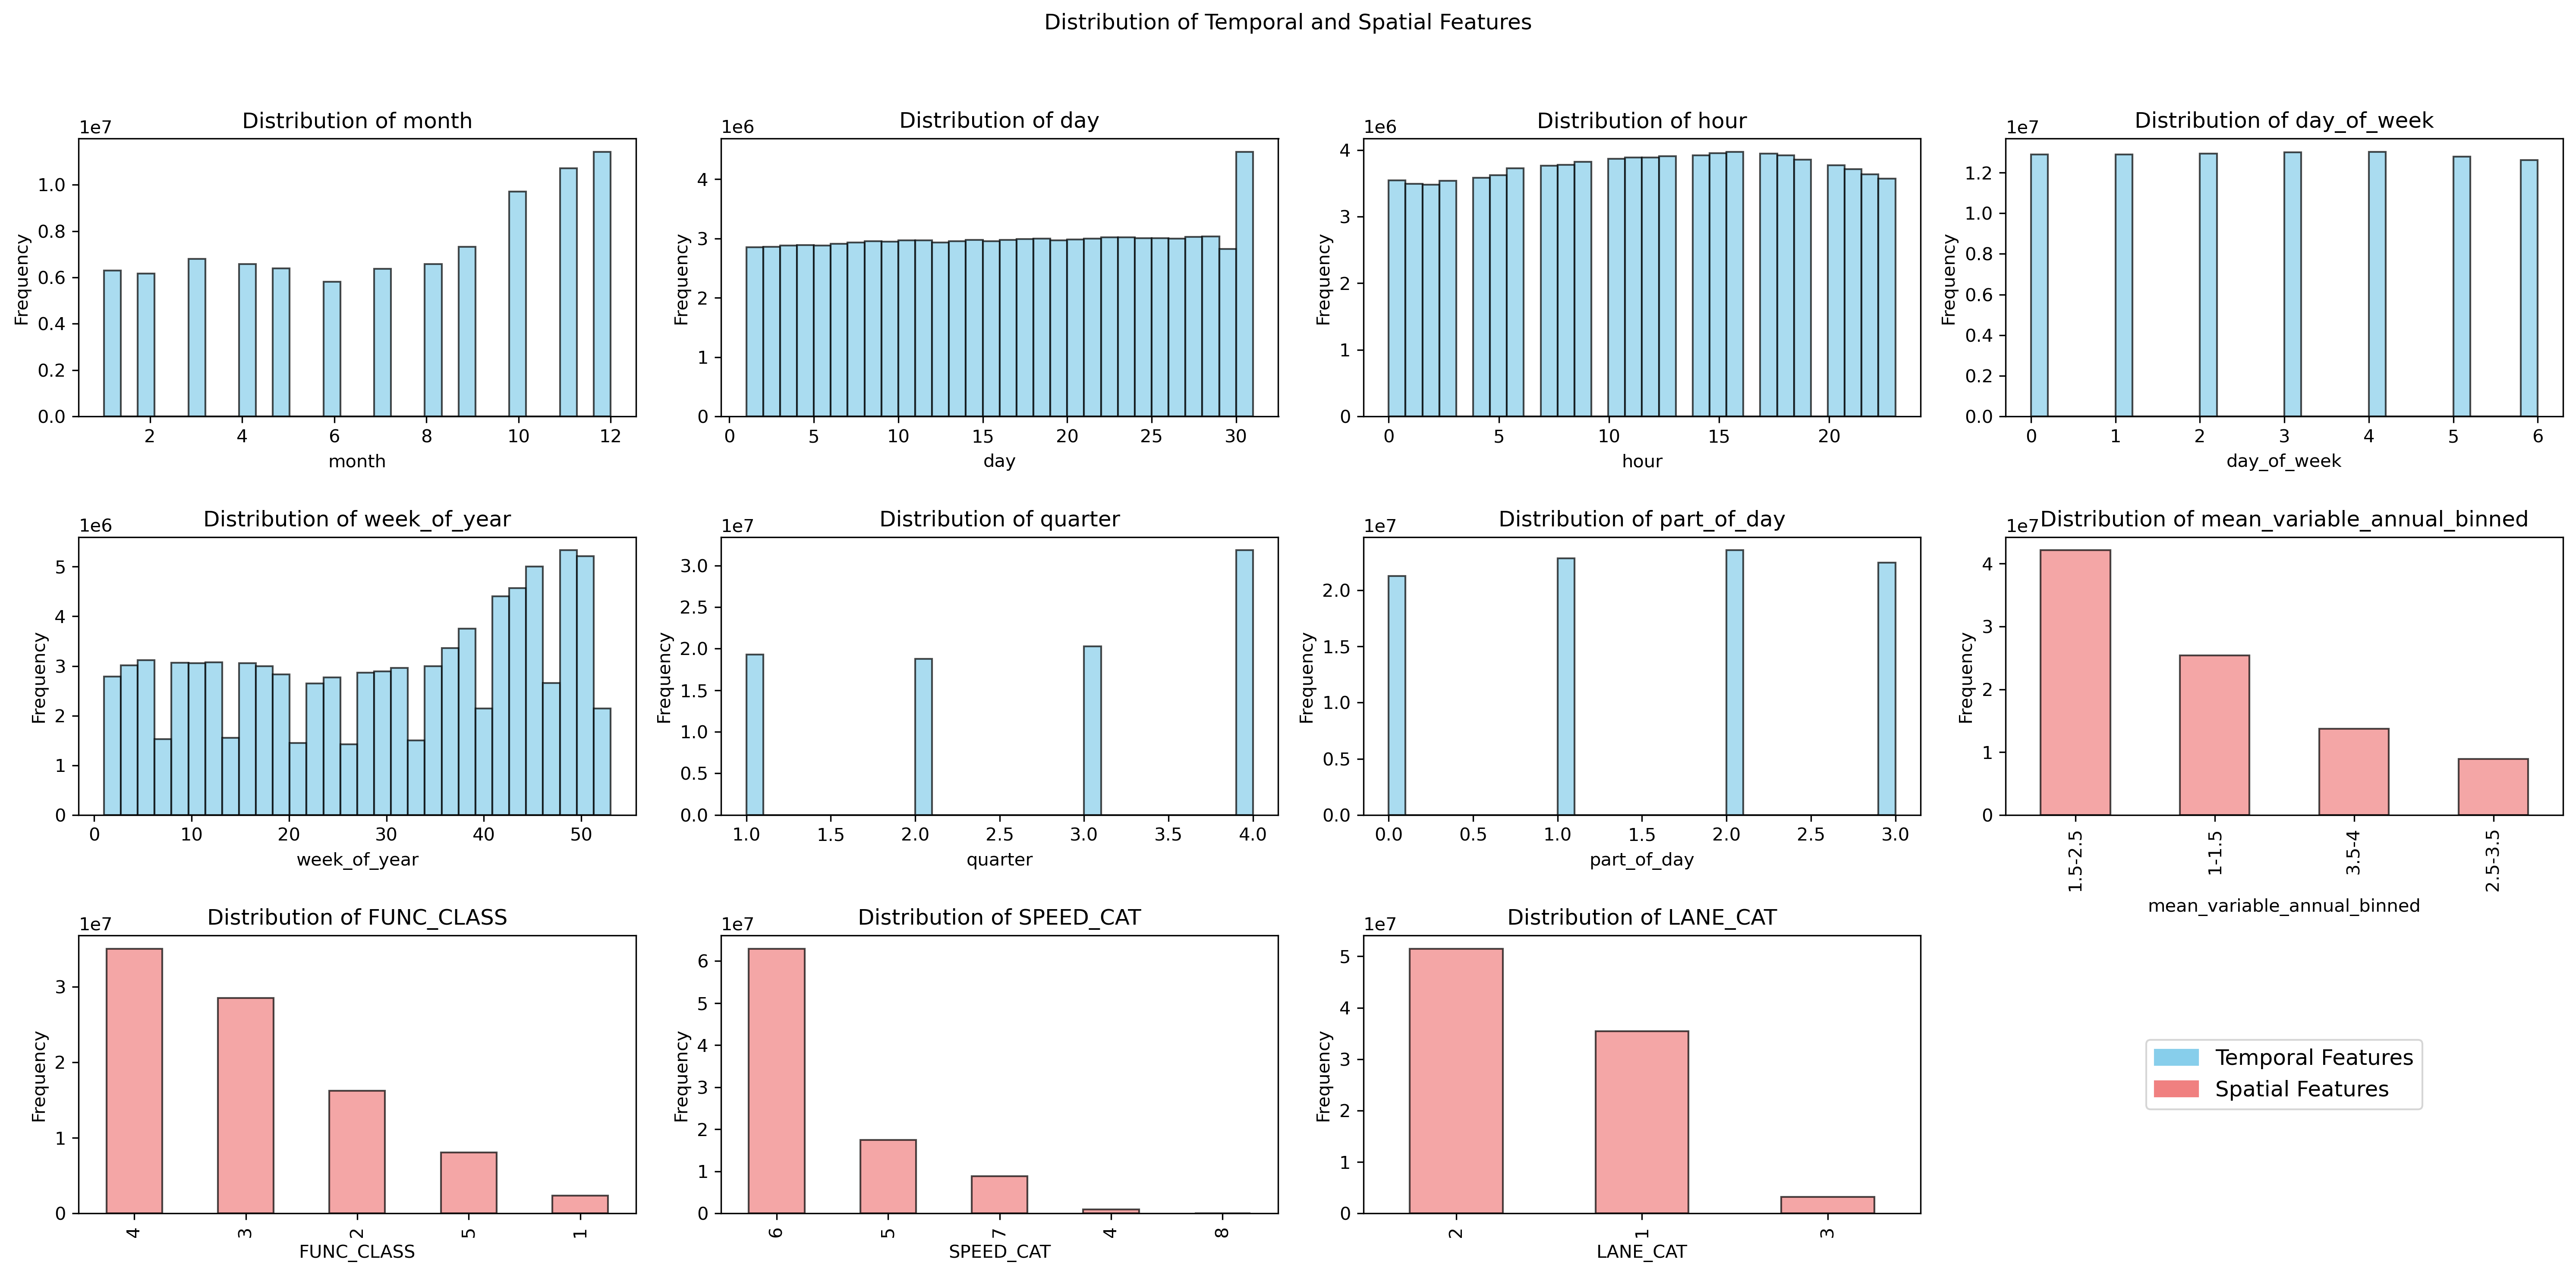 Distribution of Temporal and Spatial Features
Distribution of month
1e7
1.0
0.8
0.6
0.4
0.2
0.0
Frequency
2 4 6 8 10 12
month
Distribution of day
1e6
4
3
2
1
0
Frequency
0 5 10 15 20 25 30
day
Distribution of hour
1e6
4
3
2
1
0
Frequency
0 5 10 15 20
hour
Distribution of day_of_week
1e7
1.2
1.0
0.8
0.6
0.4
0.2
0.0
Frequency
0 1 2 3 4 5 6
day_of_week
Distribution of week_of_year
1e6
5
4
3
2
1
0
Frequency
0 10 20 30 40 50
week_of_year
Distribution of quarter
1e7
3.0
2.5
2.0
1.5
1.0
0.5
0.0
Frequency
1.0 1.5 2.0 2.5 3.0 3.5 4.0
quarter
Distribution of part_of_day
1e7
2.0
1.5
1.0
0.5
0.0
Frequency
0.0 0.5 1.0 1.5 2.0 2.5 3.0
part_of_day
Distribution of mean_variable_annual_binned
1e7
4
3
2
1
0
Frequency
1.5-2.5 1-1.5 3.5-4 2.5-3.5
mean_variable_annual_binned
Distribution of FUNC_CLASS
1e7
3
2
1
0
Frequency
4 3 2 5 1
FUNC_CLASS
Distribution of SPEED_CAT
1e7
6
5
4
3
2
1
0
Frequency
6 5 7 4 8
SPEED_CAT
Distribution of LANE_CAT
1e7
5
4
3
2
1
0
Frequency
2 1 3
LANE_CAT
Temporal Features
Spatial Features